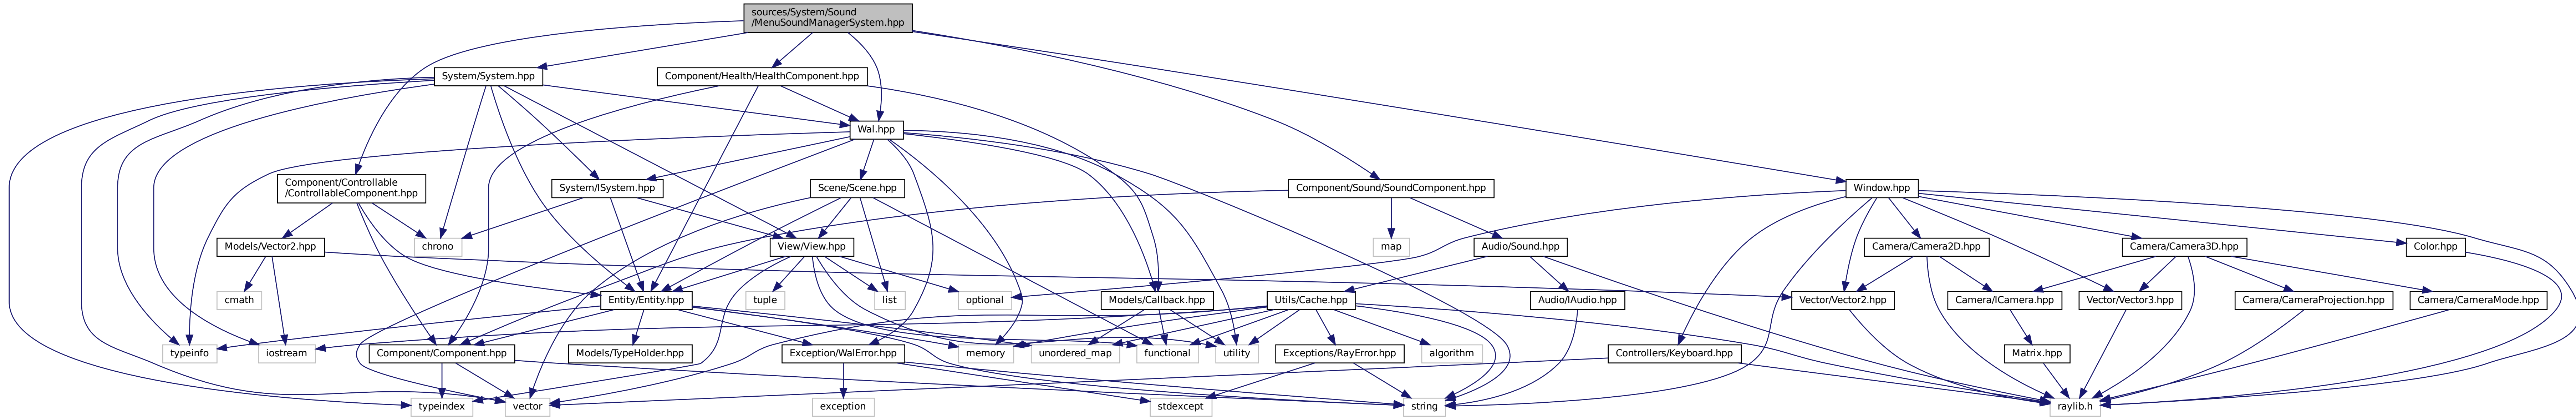 sources/System/Sound
/MenuSoundManagerSystem.hpp
System/System.hpp
Component/Health/HealthComponent.hpp
Wal.hpp
Component/Controllable
/ControllableComponent.hpp
System/ISystem.hpp
Scene/Scene.hpp
Component/Sound/SoundComponent.hpp
Window.hpp
Models/Vector2.hpp
chrono
View/View.hpp
map
Audio/Sound.hpp
Camera/Camera2D.hpp
Camera/Camera3D.hpp
Color.hpp
cmath
Entity/Entity.hpp
tuple
list
optional
Models/Callback.hpp
Utils/Cache.hpp
Audio/IAudio.hpp
Vector/Vector2.hpp
Camera/ICamera.hpp
Vector/Vector3.hpp
Camera/CameraProjection.hpp
Camera/CameraMode.hpp
typeinfo
iostream
Component/Component.hpp
Models/TypeHolder.hpp
Exception/WalError.hpp
memory
unordered_map
functional
utility
Exceptions/RayError.hpp
algorithm
Controllers/Keyboard.hpp
Matrix.hpp
typeindex
vector
exception
stdexcept
string
raylib.h